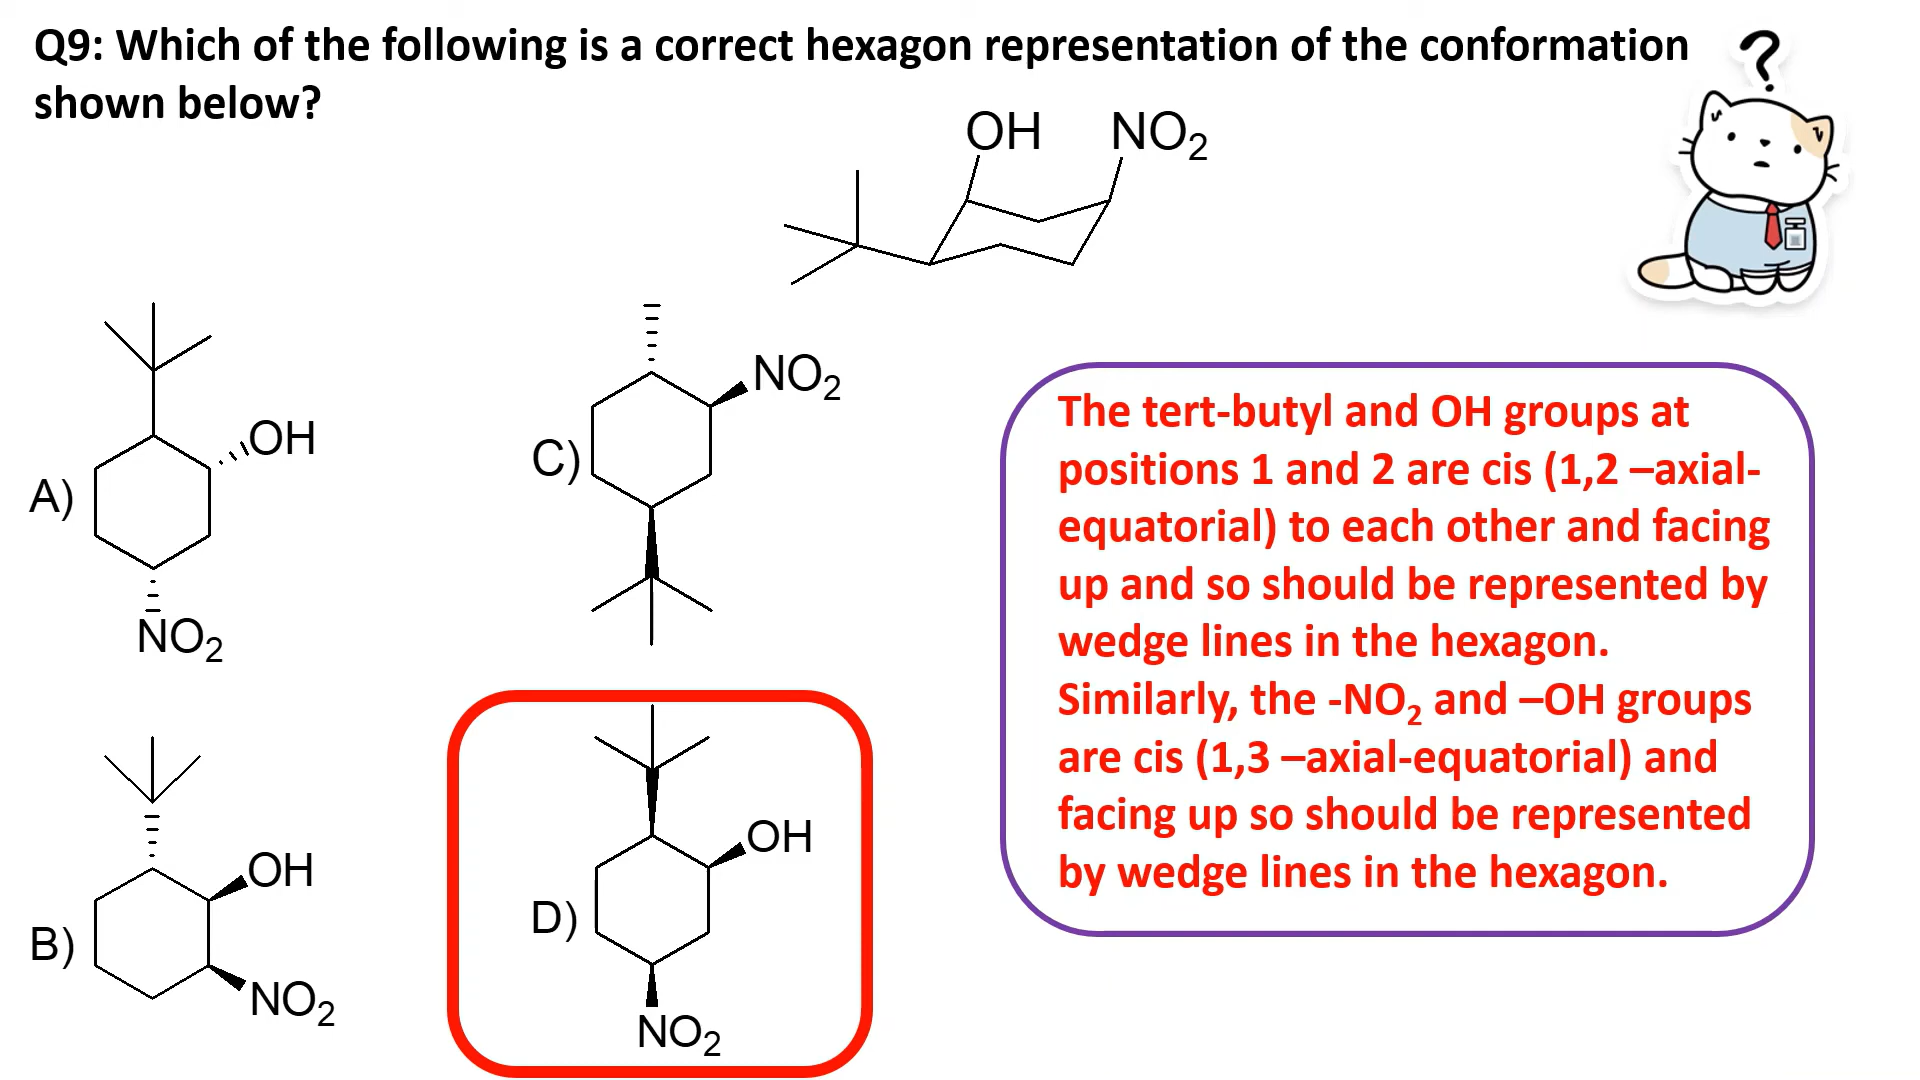 Q9: Which of the following is a correct hexagon representation of the conformation
shown below?
OH NO₂
A)
OH
NO₂
C)
NO₂
B)
OH
NO₂
D)
OH
NO₂
The tert-butyl and OH groups at
positions 1 and 2 are cis (1,2 –axial-
equatorial) to each other and facing
up and so should be represented by
wedge lines in the hexagon.
Similarly, the -NO₂ and –OH groups
are cis (1,3 –axial-equatorial) and
facing up so should be represented
by wedge lines in the hexagon.
?